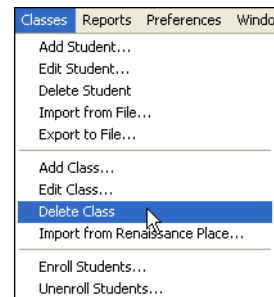 Classes Reports Preferences Windo
Add Student...
Edit Student...
Delete Student
Import from File...
Export to File...
Add Class...
Edit Class...
Delete Class
Import from Renaissance Place...
Enroll Students...
Unenroll Students...